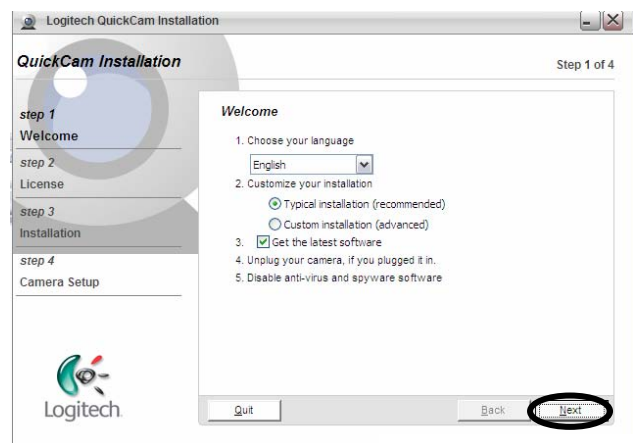 Logitech QuickCam Installation
QuickCam Installation
Step 1 of 4
step 1
Welcome
step 2
License
step 3
Installation
step 4
Camera Setup
Logitech
Welcome
1. Choose your language
English
2. Customize your installation
Typical installation (recommended)
Custom installation (advanced)
3. Get the latest software
4. Unplug your camera, if you plugged it in.
5. Disable anti-virus and spyware software
Quit
Back
Next